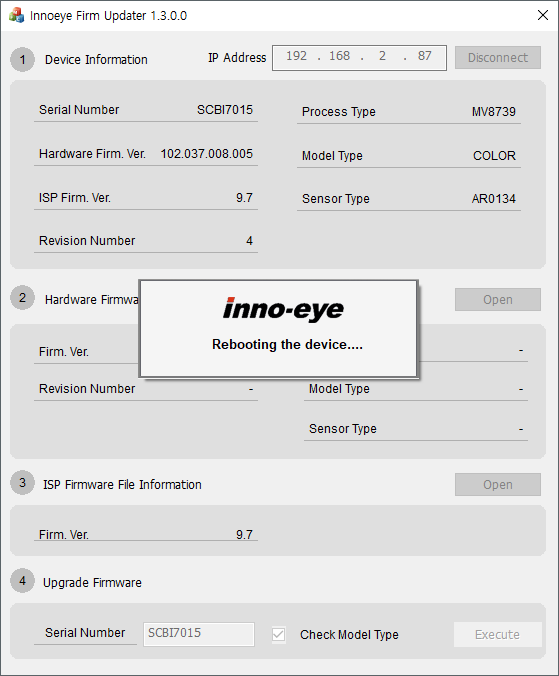 Innoeye Firm Updater 1.3.0.0
1 Device Information IP Address 192 . 168 . 2 . 87 Disconnect
Serial Number SCBI7015 Process Type MV8739
Hardware Firm. Ver. 102.037.008.005 Model Type COLOR
ISP Firm. Ver. 9.7 Sensor Type AR0134
Revision Number 4
2 Hardware Firmwa Open
inno-eye
Rebooting the device....
Firm. Ver. -
Revision Number - Model Type -
Sensor Type -
3 ISP Firmware File Information Open
Firm. Ver. 9.7
4 Upgrade Firmware
Serial Number SCBI7015 Check Model Type Execute